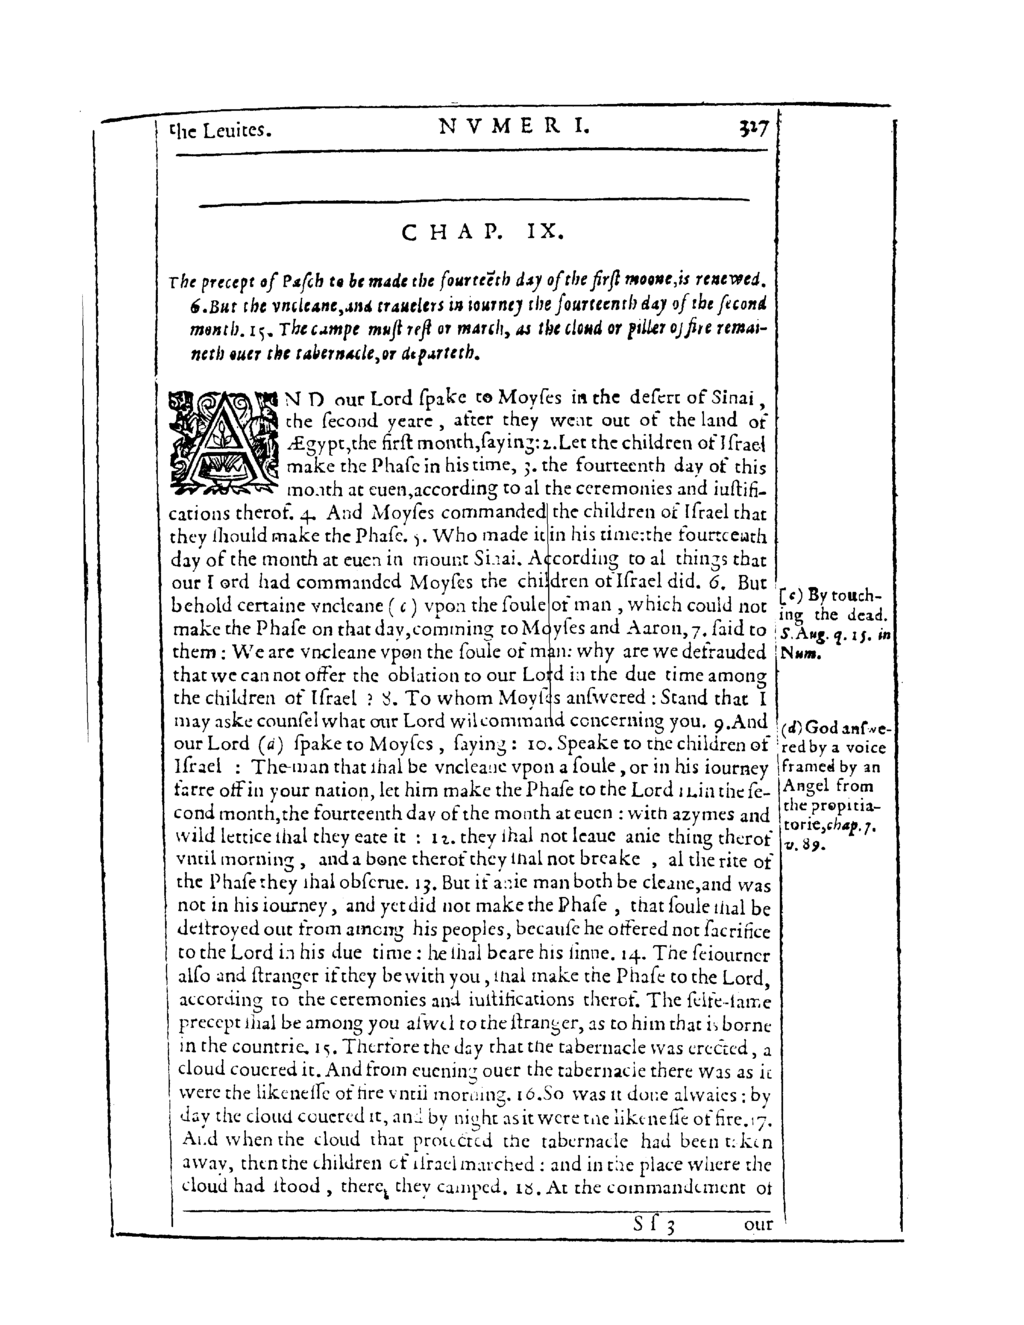 the Leuites. NVMERI. 327
CHAP. IX.
The precept of Pasch to be made the fourteēth day of the first moone, is renewed.
6. But the vncleane, and trauelers in iourney the fourteenth day of the second
month. 15. The campe must rest or march, as the cloud or piller of fire remai-
neth ouer the tabernacle, or departeth.
AND our Lord ſpake to Moyſes in the deſert of Sinai,
the ſecond yeare, after they went out of the land of
Ægypt, the firſt month, ſaying: 2. Let the children of Iſrael
make the Phaſe in his time, 3. the fourteenth day of this
month at euen, according to al the ceremonies and iuſtifi-
cations therof. 4. And Moyſes commanded the children of Iſrael that
they ſhould make the Phaſe. 5. Who made it in his time: the fourteenth
day of the month at euen in mount Sinai. According to al things that
our Lord had commanded Moyſes the children of Iſrael did. 6. But
behold certaine vncleane (c) vpon the ſoule of man, which could not
make the Phaſe on that day, comming to Moyſes and Aaron, 7. ſaid to
them: We are vncleane vpon the ſoule of man: why are we defrauded
that we can not offer the oblation to our Lord in the due time among
the children of Iſrael? 8. To whom Moyſes anſwered: Stand that I
may aske counſel what our Lord wil command concerning you. 9. And
our Lord (d) ſpake to Moyſes, ſaying: 10. Speake to the children of
Iſrael: The man that ſhal be vncleane vpon a ſoule, or in his iourney
farre off in your nation, let him make the Phaſe to the Lord 11. in the ſe-
cond month, the fourteenth day of the month at euen: with azymes and
wild lettice ſhal they eate it: 12. they ſhal not leaue anie thing therof
vntil morning, and a bone therof they ſhal not breake, al the rite of
the Phaſe they ſhal obſerue. 13. But if anie man both be cleane, and was
not in his iourney, and yet did not make the Phaſe, that ſoule ſhal be
deſtroyed out from among his peoples, becauſe he offered not ſacrifice
to the Lord in his due time: he ſhal beare his ſinne. 14. The ſeiourner
alſo and ſtranger if they be with you, ſhal make the Phaſe to the Lord,
according to the ceremonies and iuſtifications therof. The ſelfe-ſame
precept ſhal be among you aſwel to the ſtranger, as to him that is borne
in the countrie. 15. Therfore the day that the tabernacle was erected, a
cloud couered it. And from euening ouer the tabernacle there was as it
were the likeneſſe of fire vntil morning. 16. So was it done alwaies: by
day the cloud couered it, and by night as it were the likeneſſe of fire. 17.
And when the cloud that protected the tabernacle had been taken
away, then the children of Iſrael marched: and in the place where the
cloud had ſtood, there they camped. 18. At the commandement of
Sſ 3 our
[c) By touch-
ing the dead.
S. Aug. q. 15. in
Num.
(d) God anſwe-
red by a voice
framed by an
Angel from
the propitia-
torie, chap. 7.
v. 89.